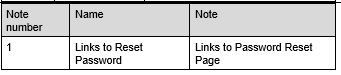 Note number
Name
Note
1
Links to Reset
Password
Links to Password Reset
Page